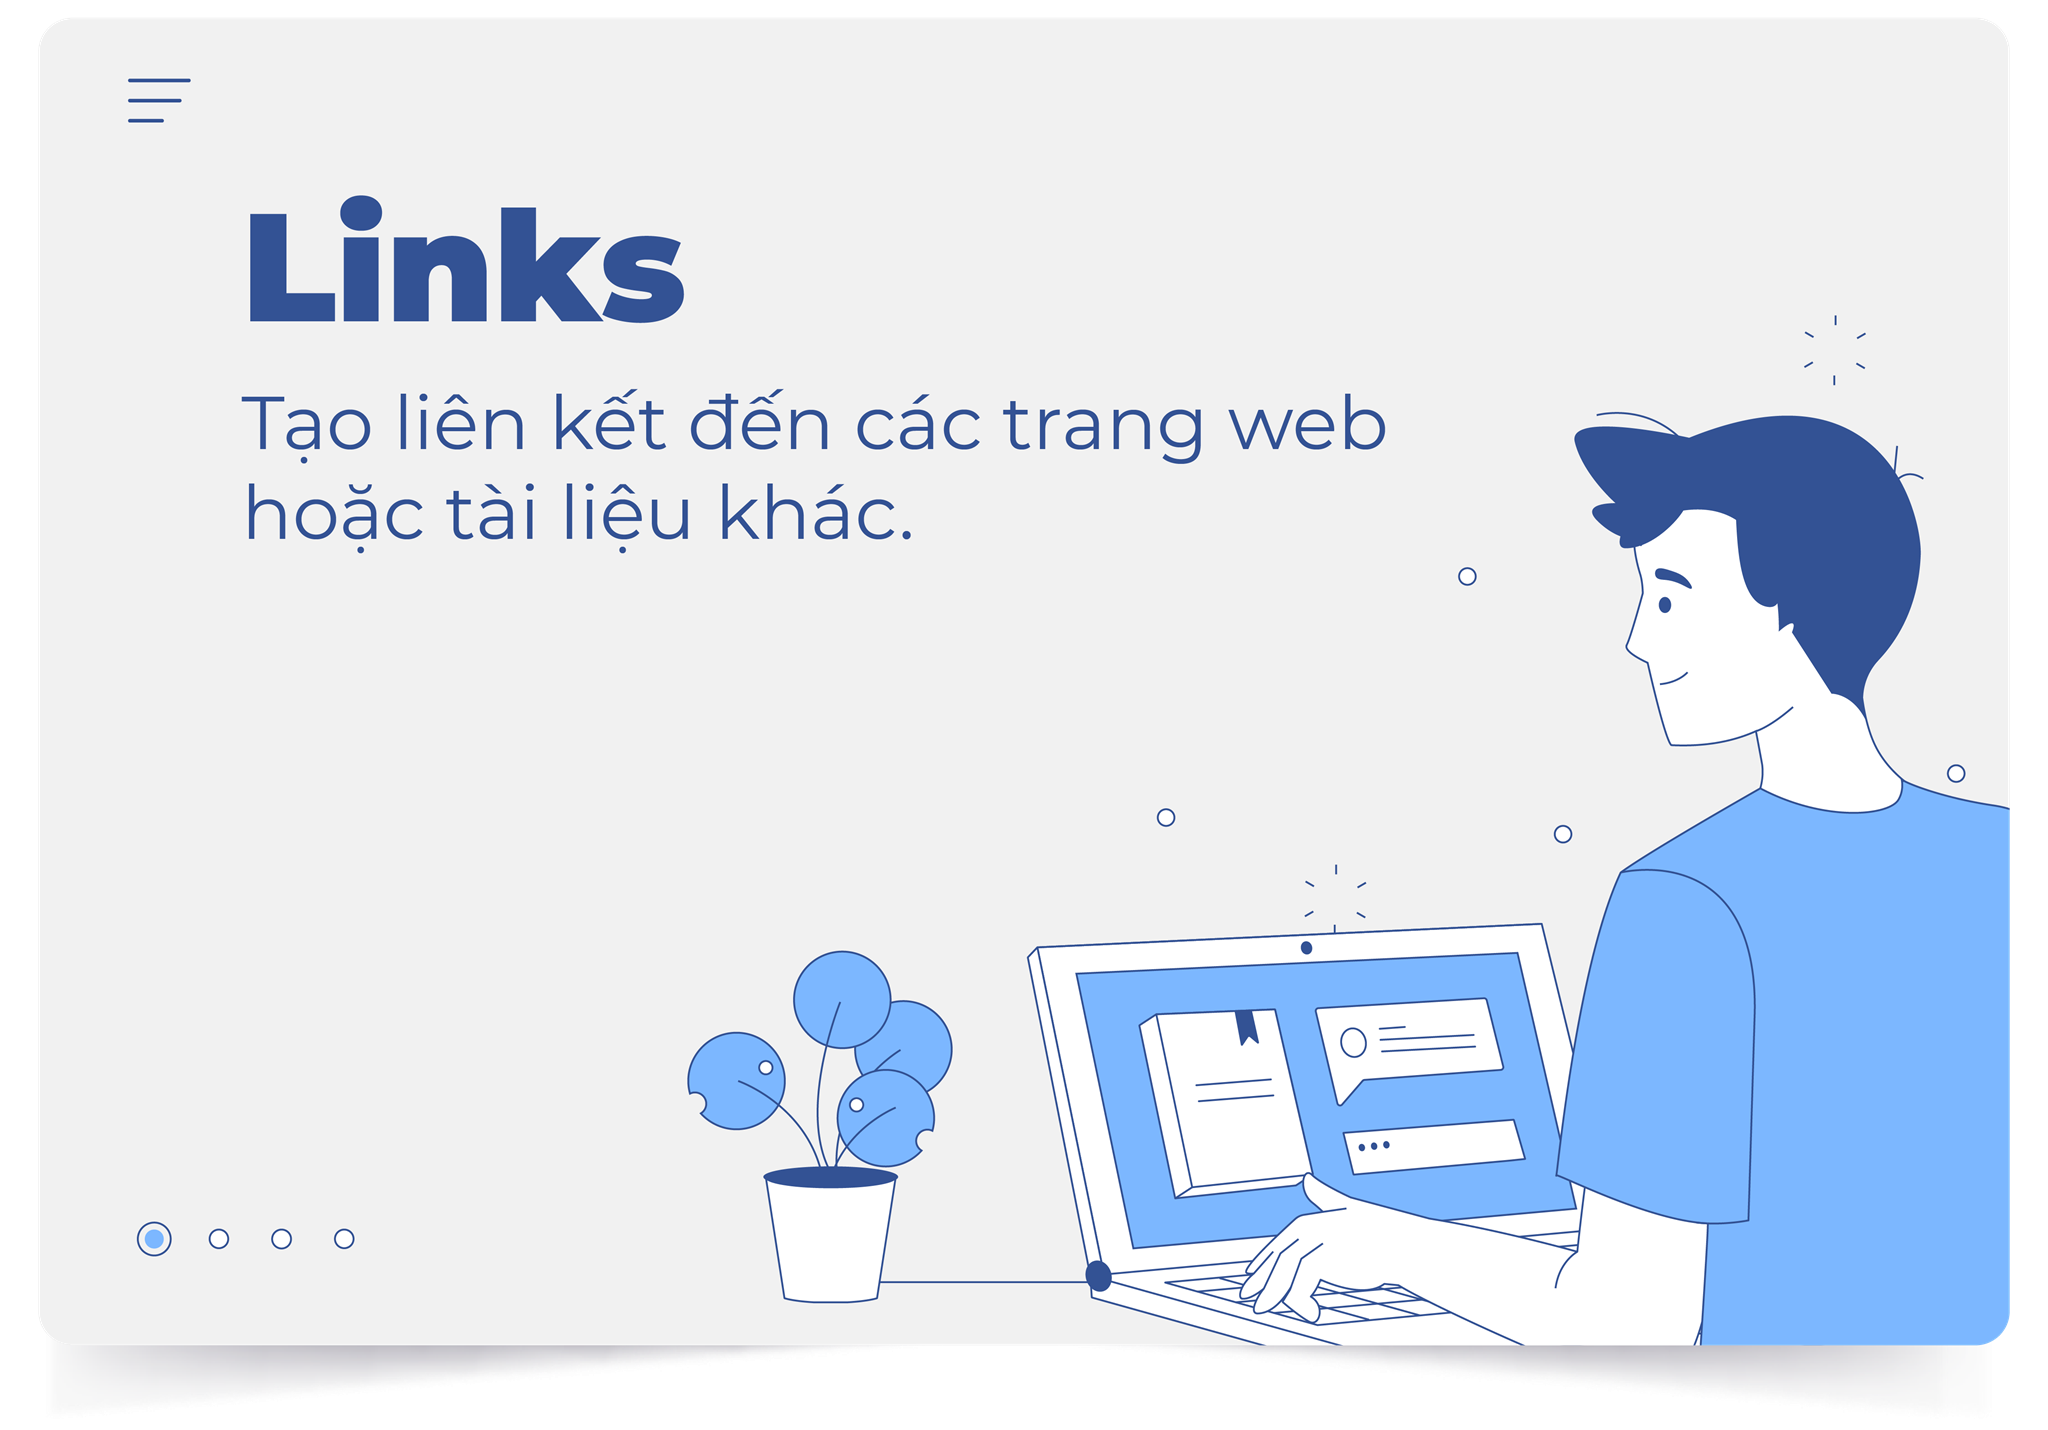 Links
Tạo liên kết đến các trang web
hoặc tài liệu khác.